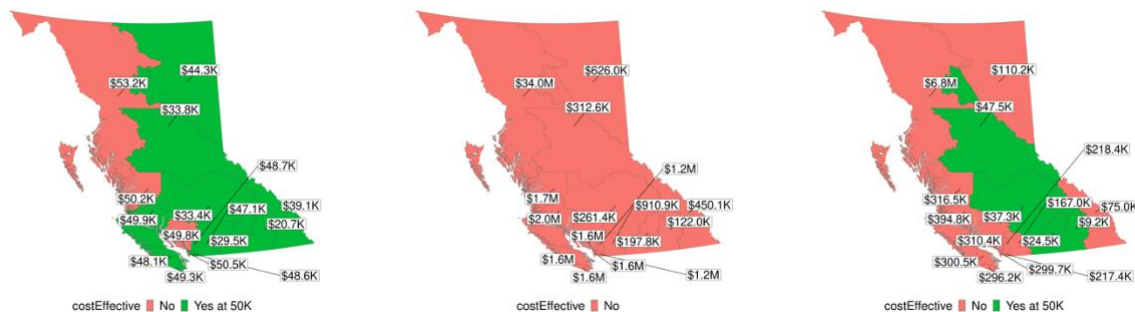 $44.3K
$53.2K
$33.8K
$48.7K
$50.2K
$47.1K
$39.1K
$49.9K
$33.4K
$20.7K
$49.8K
$29.5K
$48.1K
$50.5K
$48.6K
$49.3K
costEffective No Yes at 50K
$626.0K
$34.0M
$312.6K
$1.2M
$1.7M
$910.9K
$450.1K
$2.0M
$261.4K
$122.0K
$1.6M
$197.8K
$1.6M
$1.6M
$1.2M
$1.6M
costEffective No
$110.2K
$6.8M
$47.5K
$218.4K
$316.5K
$167.0K
$75.0K
$394.8K
$37.3K
$9.2K
$310.4K
$24.5K
$300.5K
$299.7K
$217.4K
$296.2K
costEffective No Yes at 50K